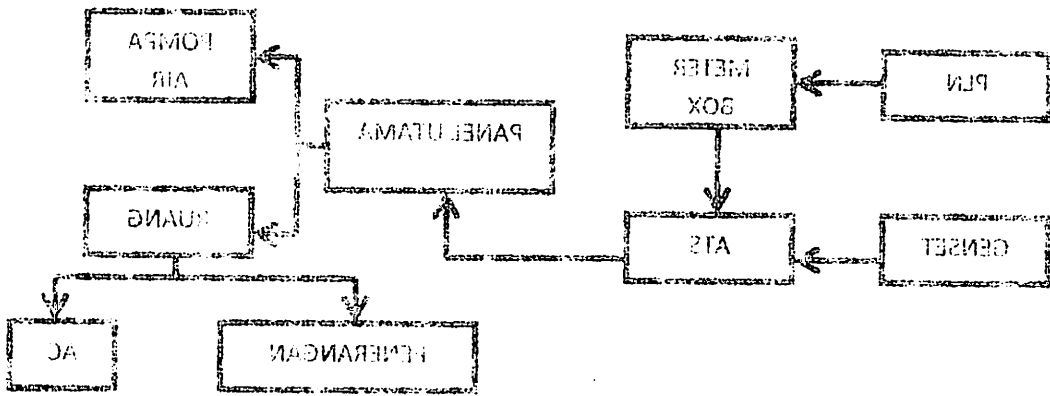 PLN
METER
BOX
POMPA
AIR
PANEL UTAMA
GENSET
ATS
RUANG
PENERANGAN
AC